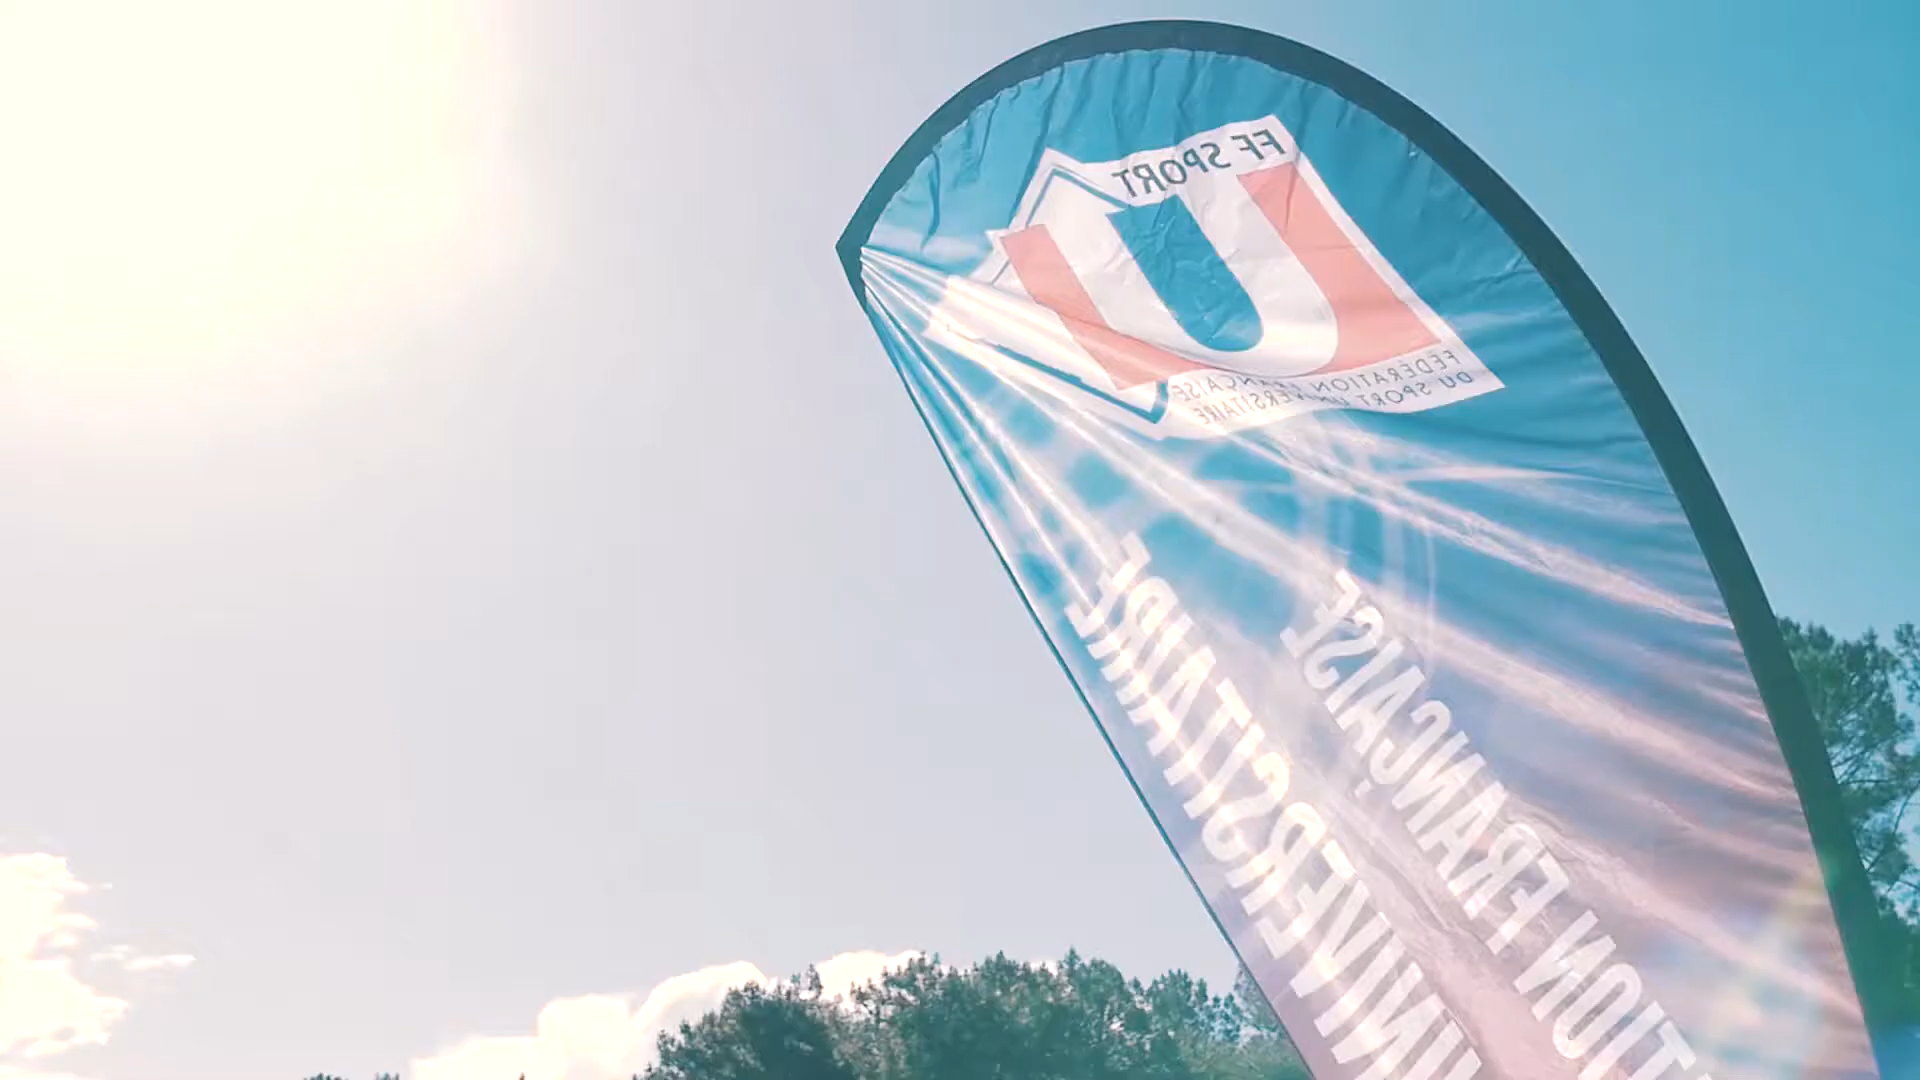 FF SPORT
U
FÉDÉRATION FRANÇAISE
DU SPORT UNIVERSITAIRE
TION FRANÇAISE
UNIVERSITAIRE